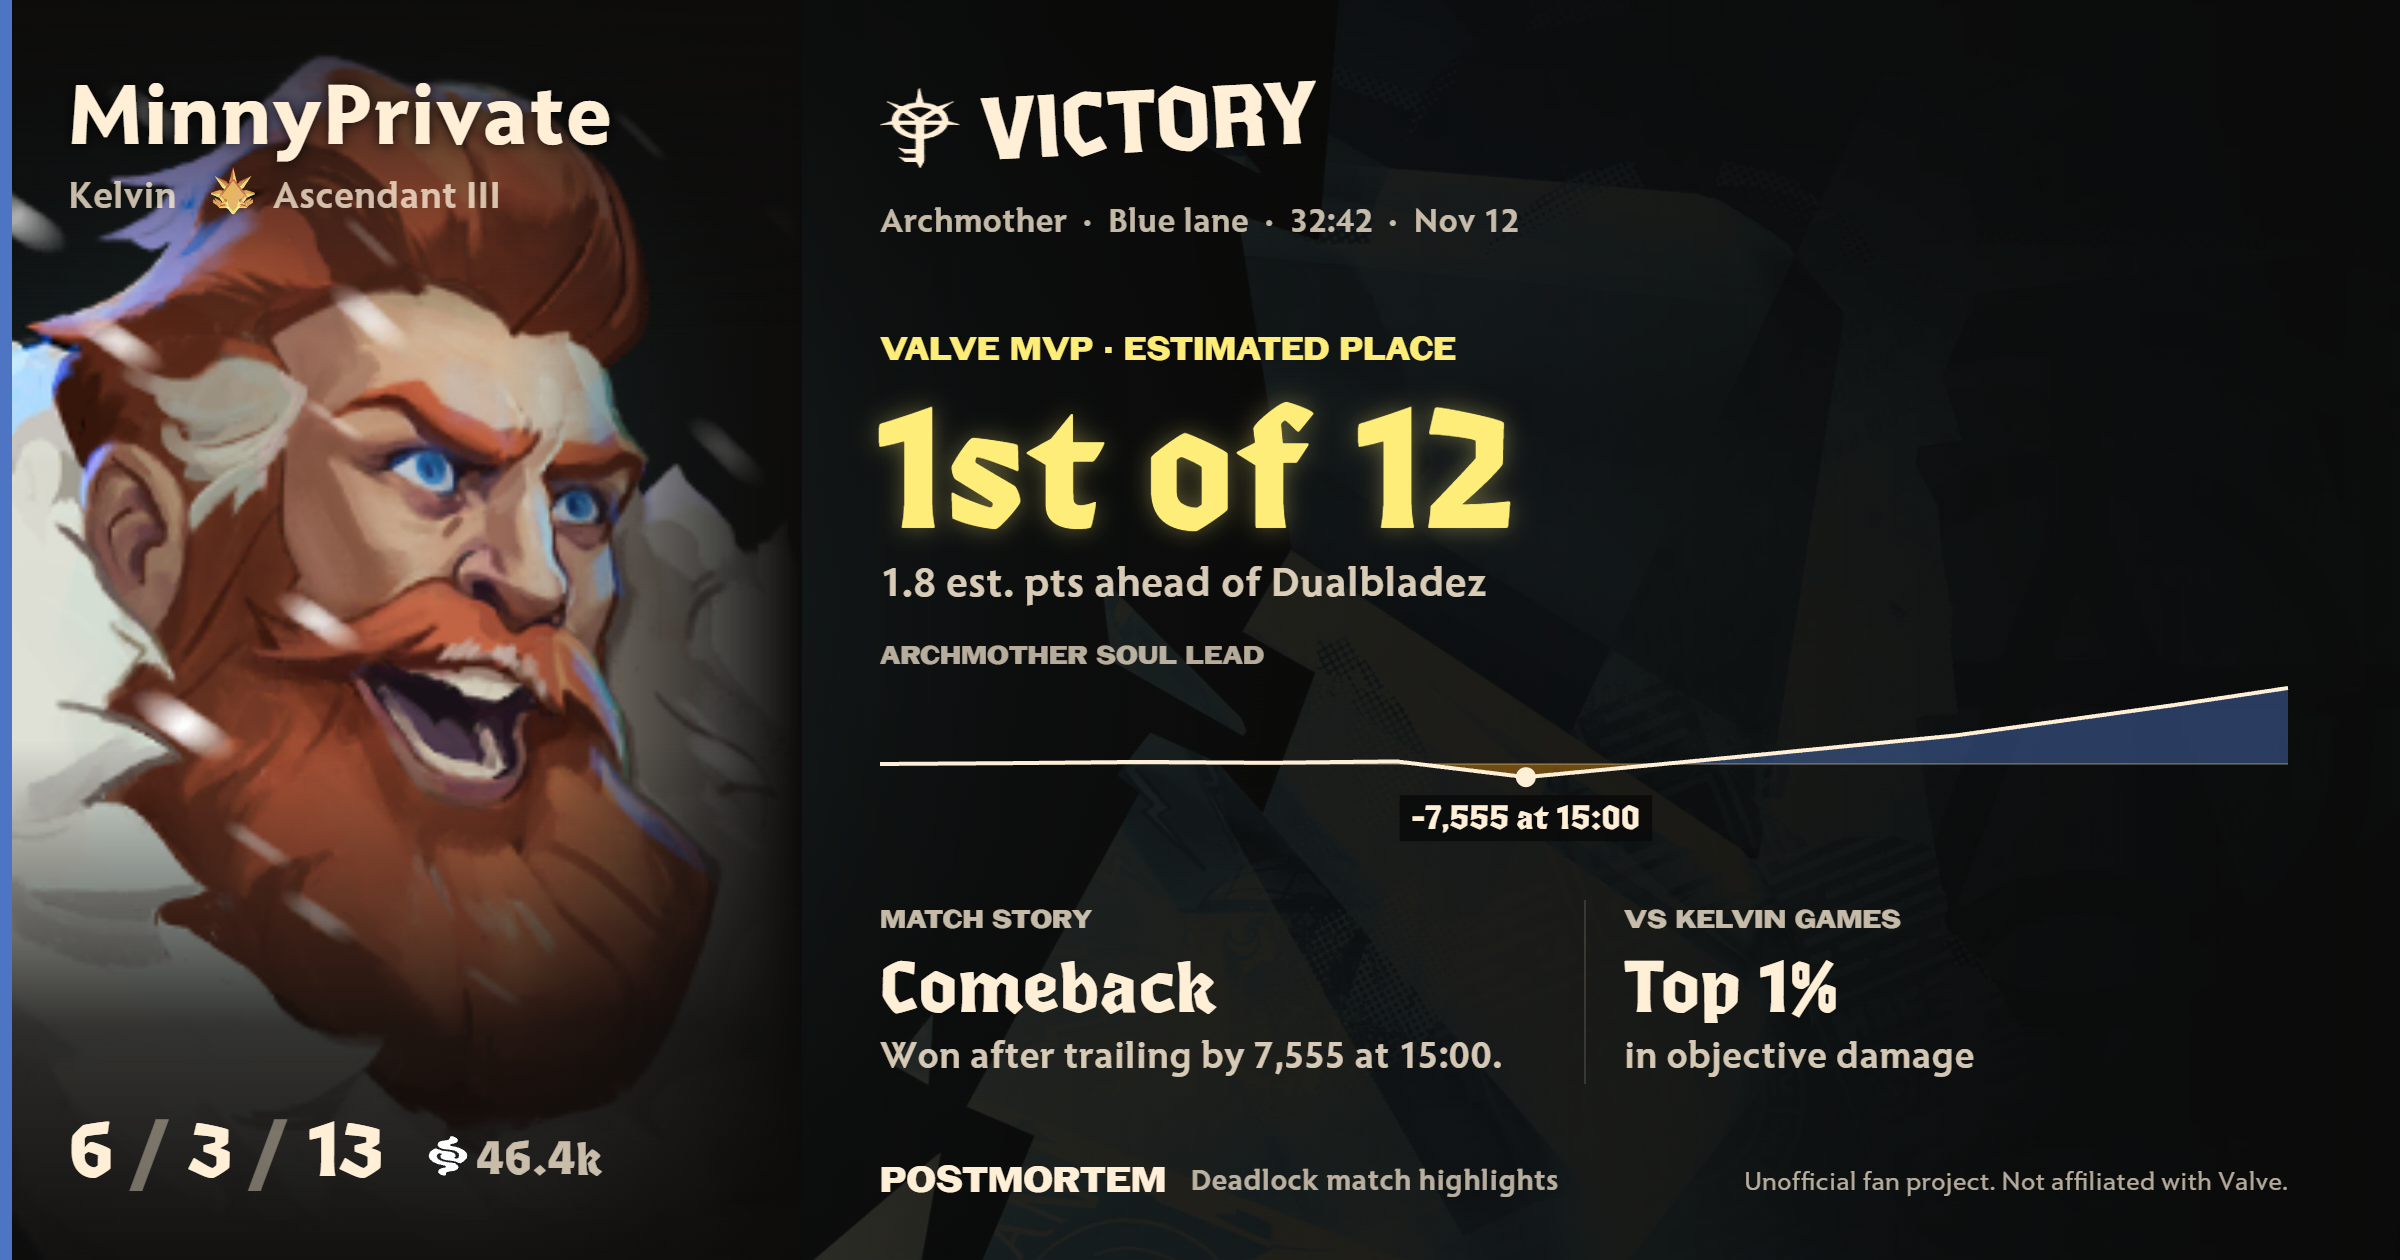 MinnyPrivate
Kelvin Ascendant III
6 / 3 / 13 46.4k
VICTORY
Archmother · Blue lane · 32:42 · Nov 12
VALVE MVP · ESTIMATED PLACE
1st of 12
1.8 est. pts ahead of Dualbladez
ARCHMOTHER SOUL LEAD
-7,555 at 15:00
MATCH STORY
Comeback
Won after trailing by 7,555 at 15:00.
VS KELVIN GAMES
Top 1%
in objective damage
POSTMORTEM Deadlock match highlights
Unofficial fan project. Not affiliated with Valve.